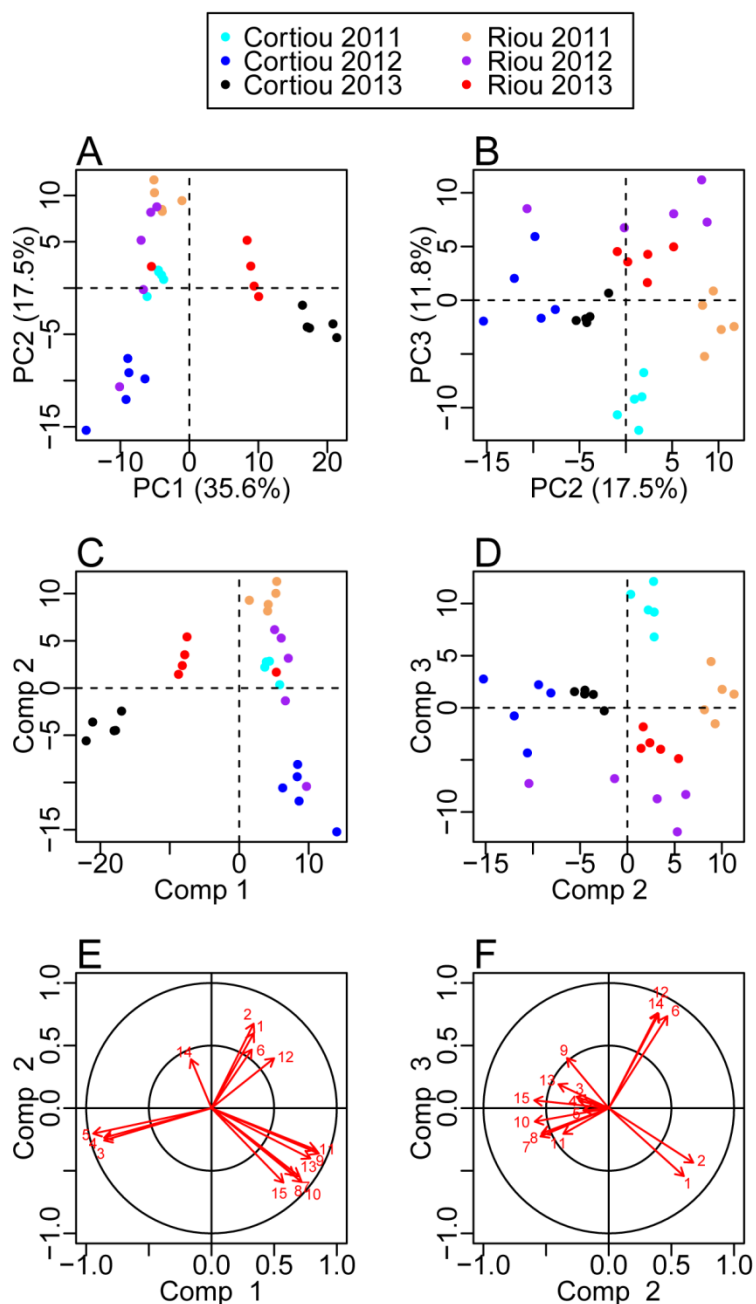 Cortiou 2011 Riou 2011
Cortiou 2012 Riou 2012
Cortiou 2013 Riou 2013
A B
10 10
5 5
0 0
−15 −10
PC2 (17.5%) PC3 (11.8%)
−10 0 10 20 −15 −5 0 5 10
PC1 (35.6%) PC2 (17.5%)
C D
10 10
5 5
0 0
−5 −10
−15
Comp 2 Comp 3
−20 0 10 −15 −5 0 5 10
Comp 1 Comp 2
E F
1.0 1.0
0.5 0.5
0.0 0.0
−1.0 −1.0
Comp 2 Comp 3
2 1 6 12 14 5 4 3 11 9 13 7 8 10 15
12 14 6 9 13 3 4 15 5 10 8 7 11 2 1
−1.0 0.0 0.5 1.0 −1.0 0.0 0.5 1.0
Comp 1 Comp 2